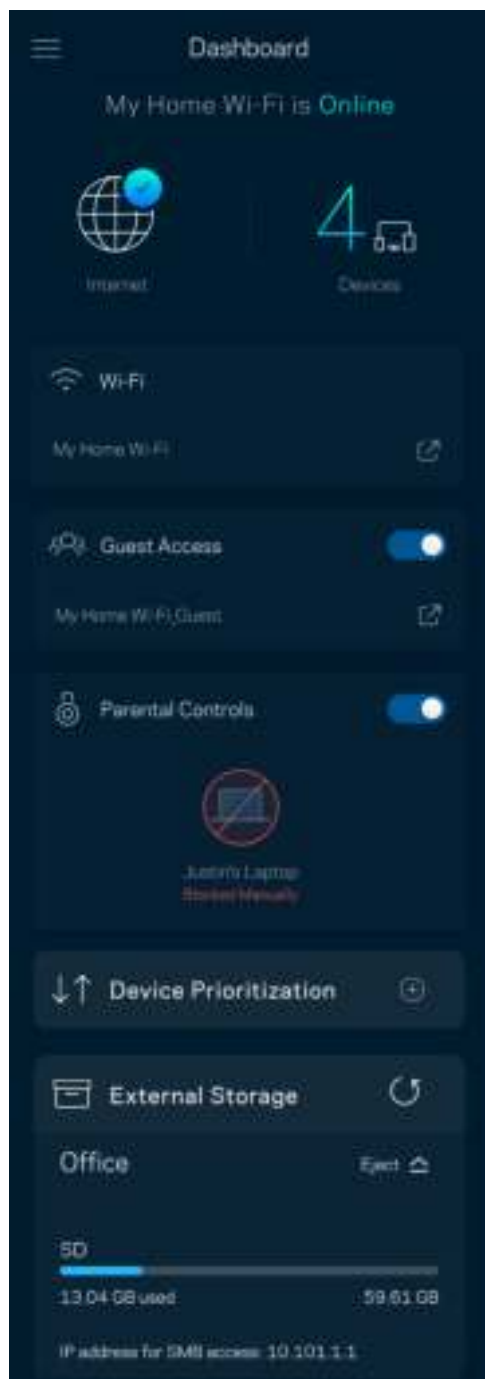 Dashboard
My Home Wi-Fi is Online
4
Internet
Devices
Wi-Fi
My Home Wi-Fi
Guest Access
My Home Wi-Fi_Guest
Parental Controls
Justin's Laptop
Blocked Manually
Device Prioritization
External Storage
Office
Eject
SD
13.04 GB used
59.61 GB
IP address for SMB access: 10.101.1.1